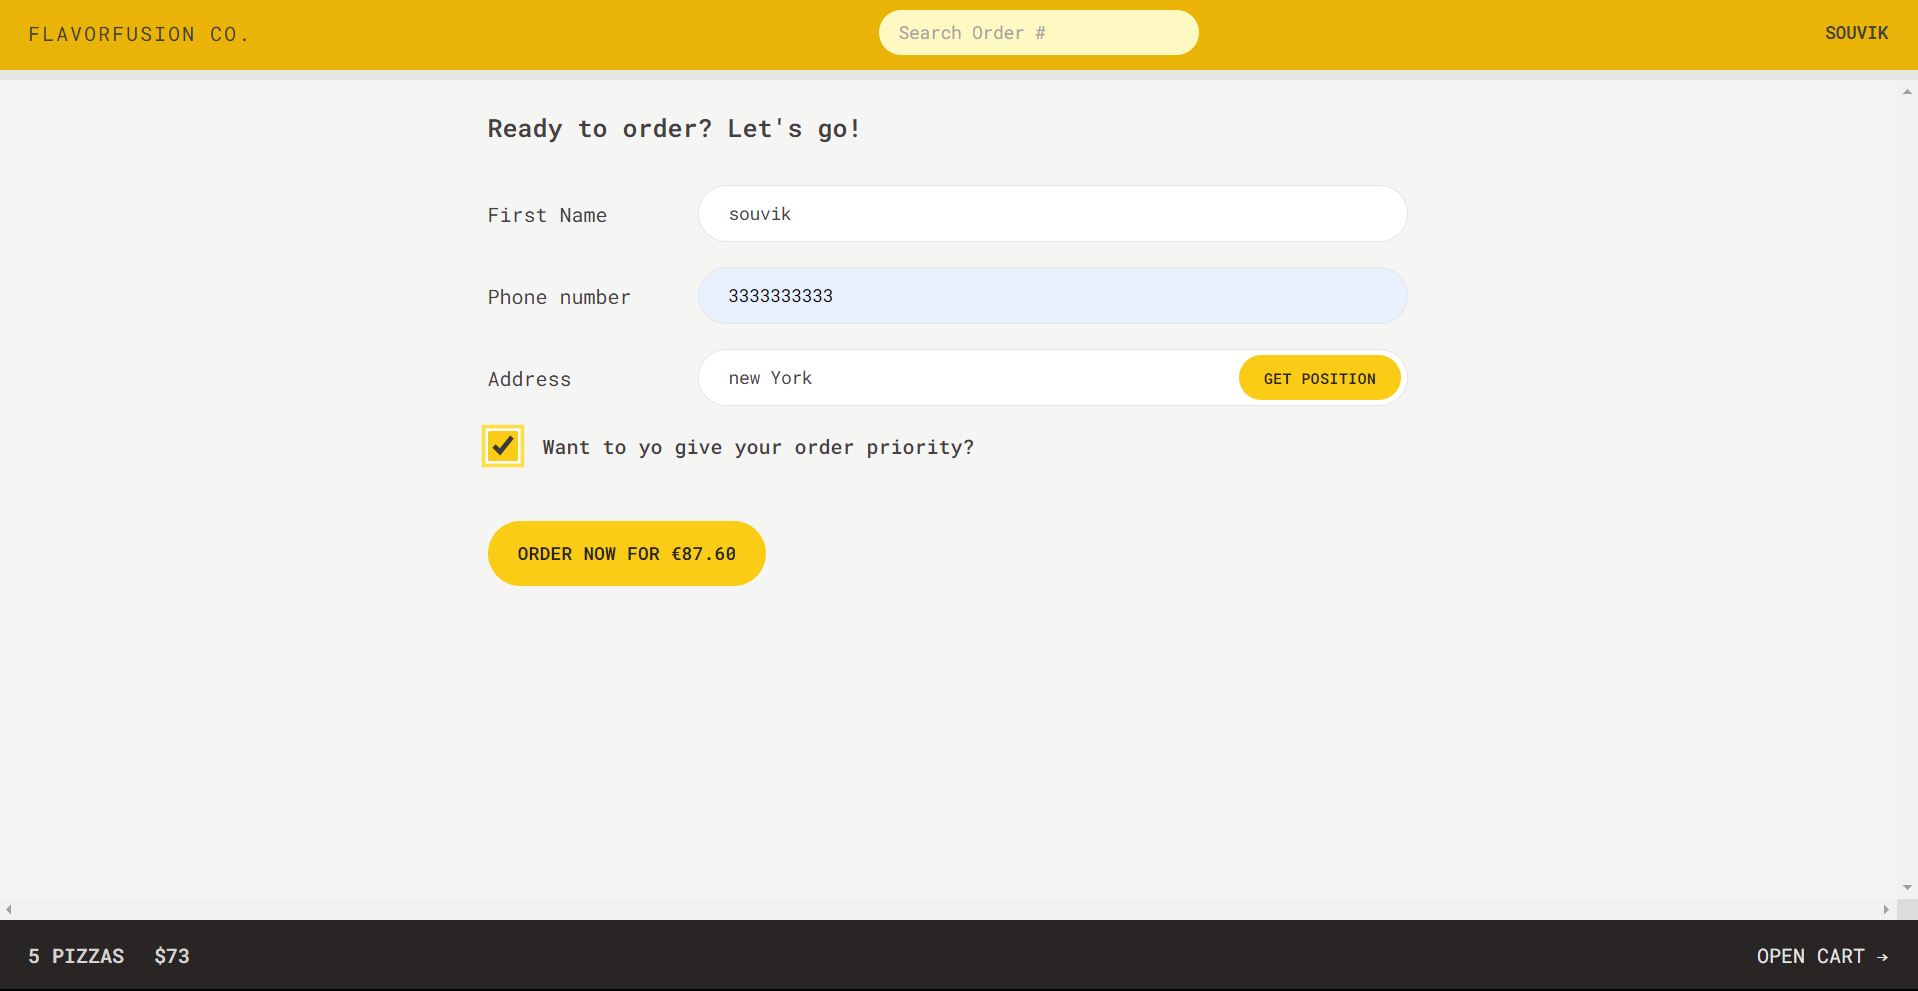 FLAVORFUSION CO.
Search Order #
SOUVIK
Ready to order? Let's go!
First Name
souvik
Phone number
3333333333
Address
new York
GET POSITION
Want to yo give your order priority?
ORDER NOW FOR €87.60
5 PIZZAS $73
OPEN CART →